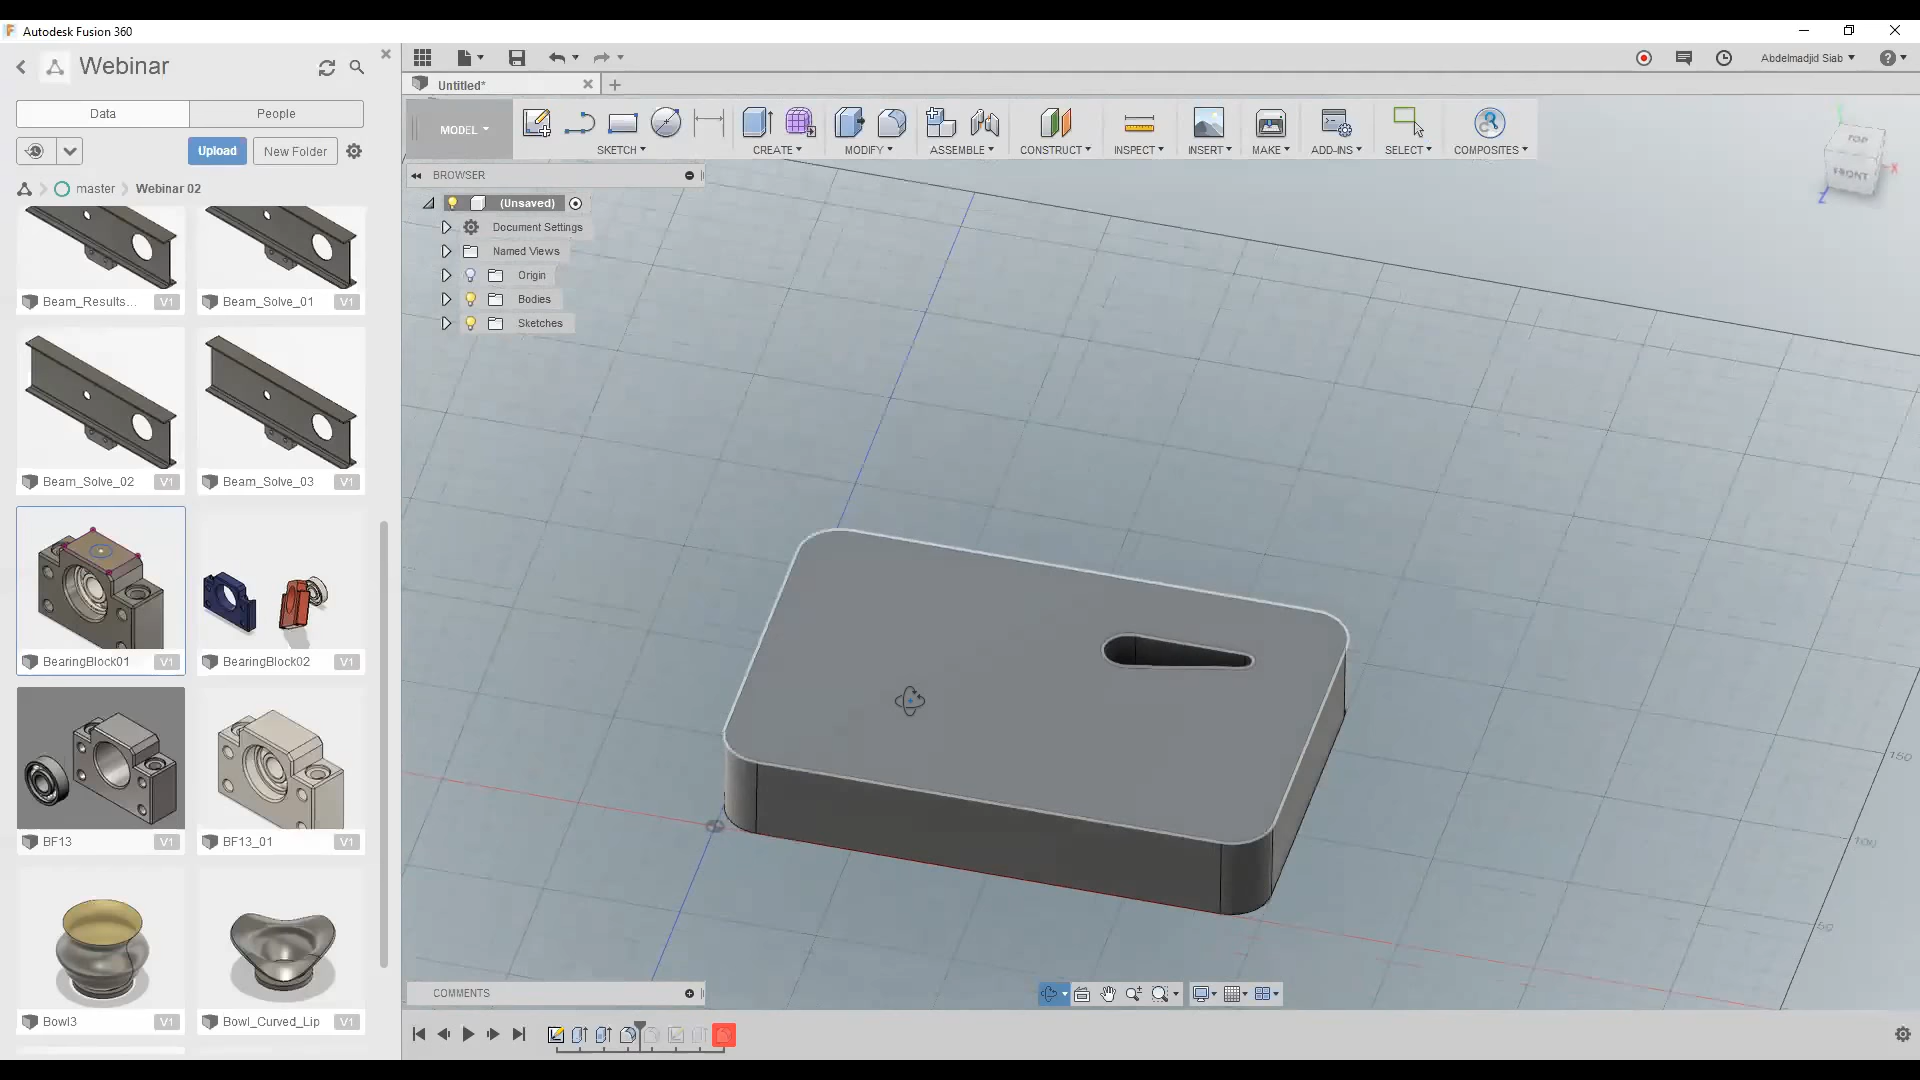 Autodesk Fusion 360
Webinar
Data
People
Upload
New Folder
master
Webinar 02
Beam_Results...
V1
Beam_Solve_01
V1
Beam_Solve_02
V1
Beam_Solve_03
V1
BearingBlock01
V1
BearingBlock02
V1
BF13
V1
BF13_01
V1
Bowl3
V1
Bowl_Curved_Lip
V1
Abdelmadjid Siab
Untitled*
MODEL
SKETCH
CREATE
MODIFY
ASSEMBLE
CONSTRUCT
INSPECT
INSERT
MAKE
ADD-INS
SELECT
COMPOSITES
BROWSER
(Unsaved)
Document Settings
Named Views
Origin
Bodies
Sketches
TOP
FRONT
X
Z
150
100
50
COMMENTS